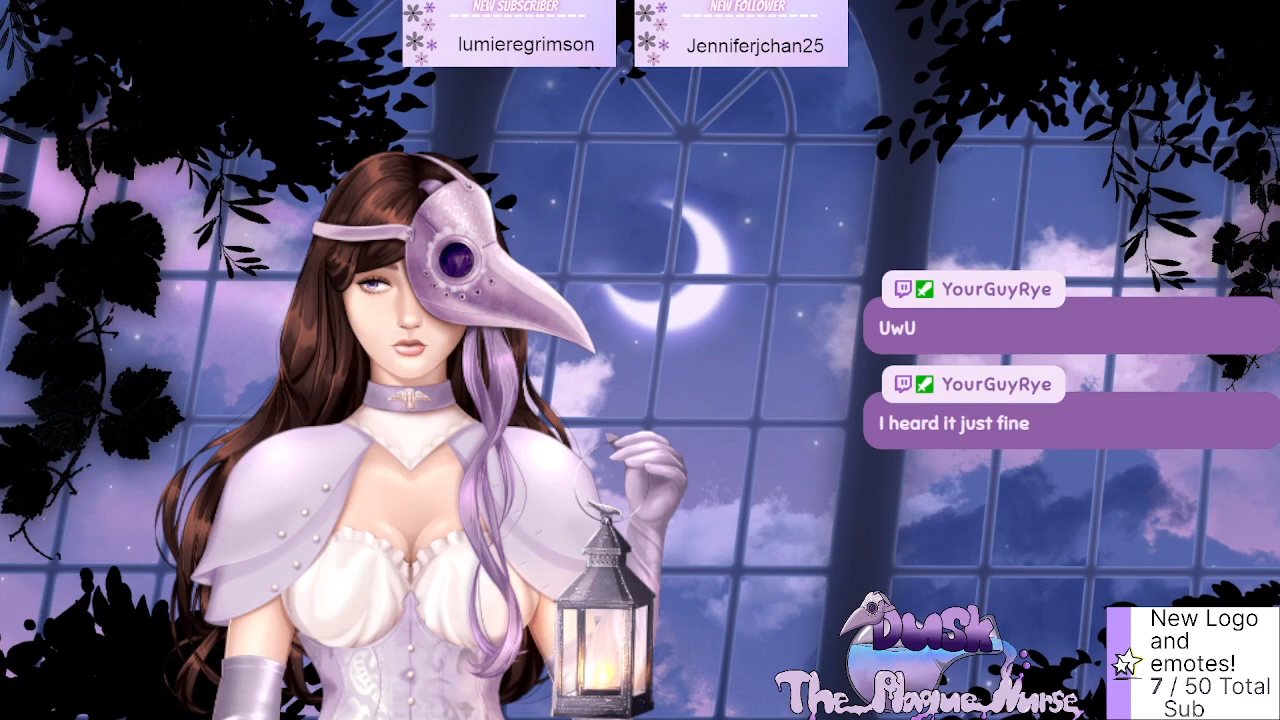 NEW SUBSCRIBER
lumieregrimson
NEW FOLLOWER
Jenniferjchan25
YourGuyRye
UwU
YourGuyRye
I heard it just fine
Dusk
The Plague Nurse
New Logo
and
emotes!
7 / 50 Total
Sub